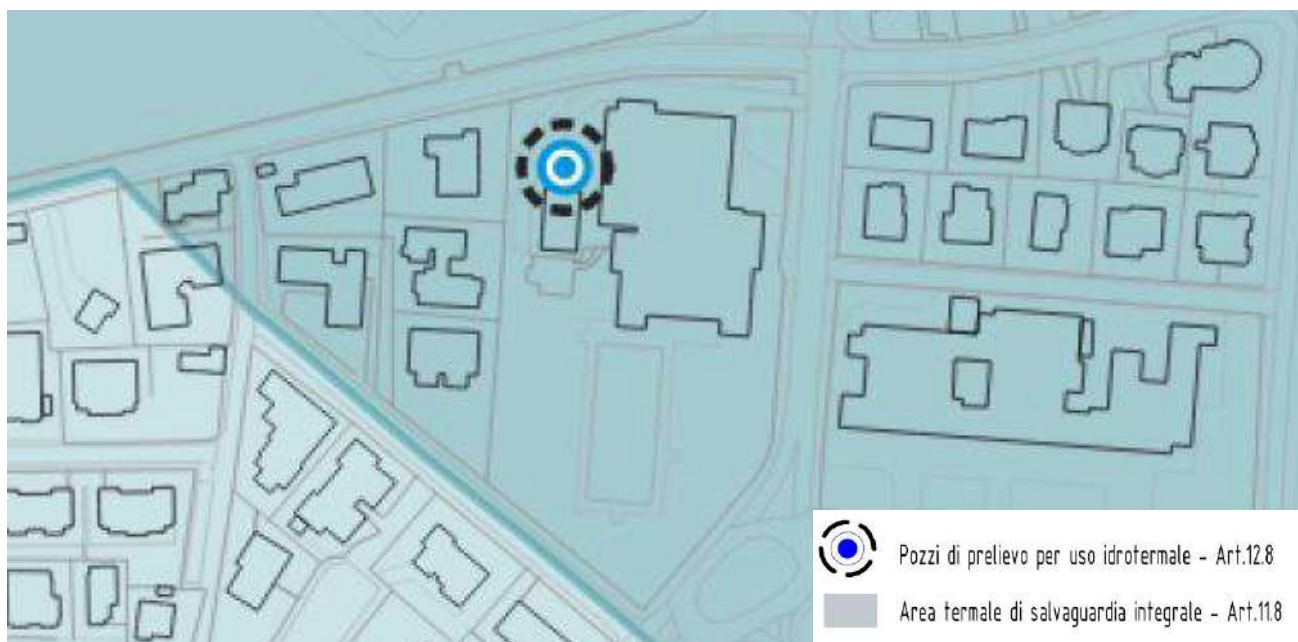 Pozzi di prelievo per uso idrotermale - Art.12.8
Area termale di salvaguardia integrale - Art.11.8